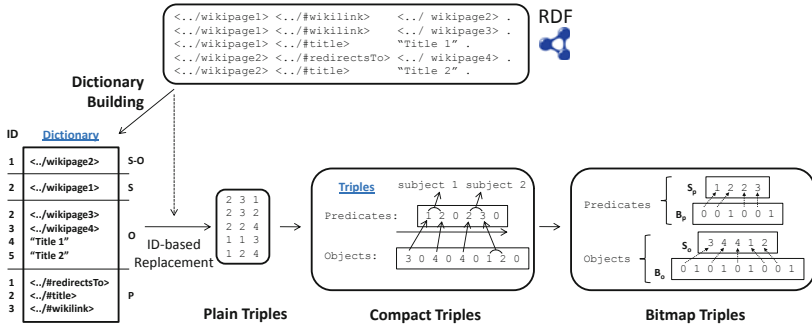 <../wikipage1> <../#wikilink> <../ wikipage2> .
<../wikipage1> <../#wikilink> <../ wikipage3> .
<../wikipage1> <../#title> “Title 1” .
<../wikipage2> <../#redirectsTo> <../ wikipage4> .
<../wikipage2> <../#title> “Title 2” .
RDF
Dictionary
Building
ID Dictionary
1 <../wikipage2> S-O
2 <../wikipage1> S
2 <../wikipage3>
3 <../wikipage4>
O
4 “Title 1”
5 “Title 2”
1 <../#redirectsTo>
2 <../#title> P
3 <../#wikilink>
ID-based
Replacement
2 3 1
2 3 2
2 2 4
1 1 3
1 2 4
Plain Triples
Triples subject 1 subject 2
Predicates: 1 2 0 2 3 0
Objects: 3 0 4 0 4 0 1 2 0
Compact Triples
Predicates
Sp 1 2 2 3
Bp 0 0 1 0 0 1
Objects
So 3 4 4 1 2
Bo 0 1 0 1 0 1 0 0 1
Bitmap Triples